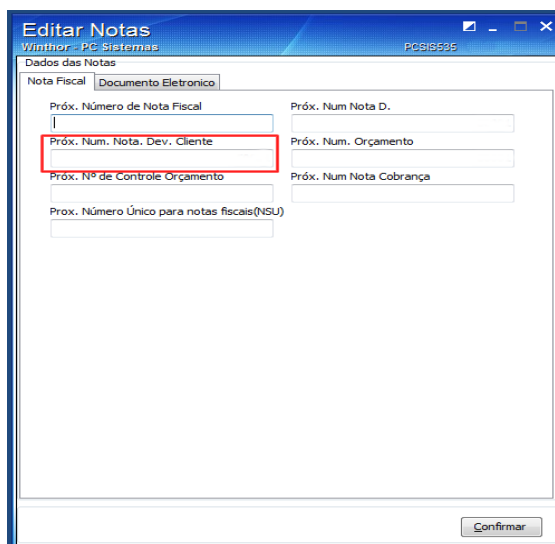 Editar Notas
Winthor - PC Sistemas PCSIS535
Dados das Notas
Nota Fiscal Documento Eletronico
Próx. Número de Nota Fiscal Próx. Num Nota D.
Próx. Num. Nota. Dev. Cliente Próx. Num. Orçamento
Próx. Nº de Controle Orçamento Próx. Num Nota Cobrança
Prox. Número Único para notas fiscais(NSU)
Confirmar